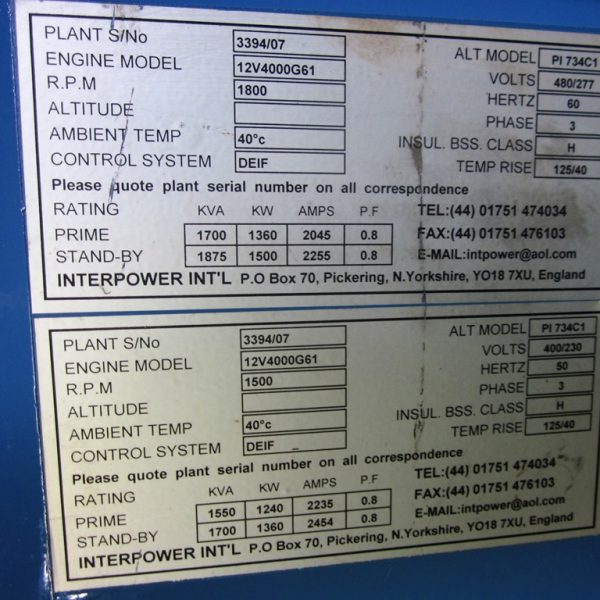 PLANT S/No 3394/07 ALT MODEL PI 734C1
ENGINE MODEL 12V4000G61 VOLTS 480/277
R.P.M 1800 HERTZ 60
ALTITUDE PHASE 3
AMBIENT TEMP 40°c INSUL. BSS. CLASS H
CONTROL SYSTEM DEIF TEMP RISE 125/40
Please quote plant serial number on all correspondence
RATING KVA KW AMPS P.F TEL:(44) 01751 474034
PRIME 1700 1360 2045 0.8 FAX:(44) 01751 476103
STAND-BY 1875 1500 2255 0.8 E-MAIL:intpower@aol.com
INTERPOWER INT'L P.O Box 70, Pickering, N.Yorkshire, YO18 7XU, England
PLANT S/No 3394/07 ALT MODEL PI 734C1
ENGINE MODEL 12V4000G61 VOLTS 400/230
R.P.M 1500 HERTZ 50
ALTITUDE PHASE 3
AMBIENT TEMP 40°c INSUL. BSS. CLASS H
CONTROL SYSTEM DEIF TEMP RISE 125/40
Please quote plant serial number on all correspondence
RATING KVA KW AMPS P.F TEL:(44) 01751 474034
PRIME 1550 1240 2235 0.8 FAX:(44) 01751 476103
STAND-BY 1700 1360 2454 0.8 E-MAIL:intpower@aol.com
INTERPOWER INT'L P.O Box 70, Pickering, N.Yorkshire, YO18 7XU, England